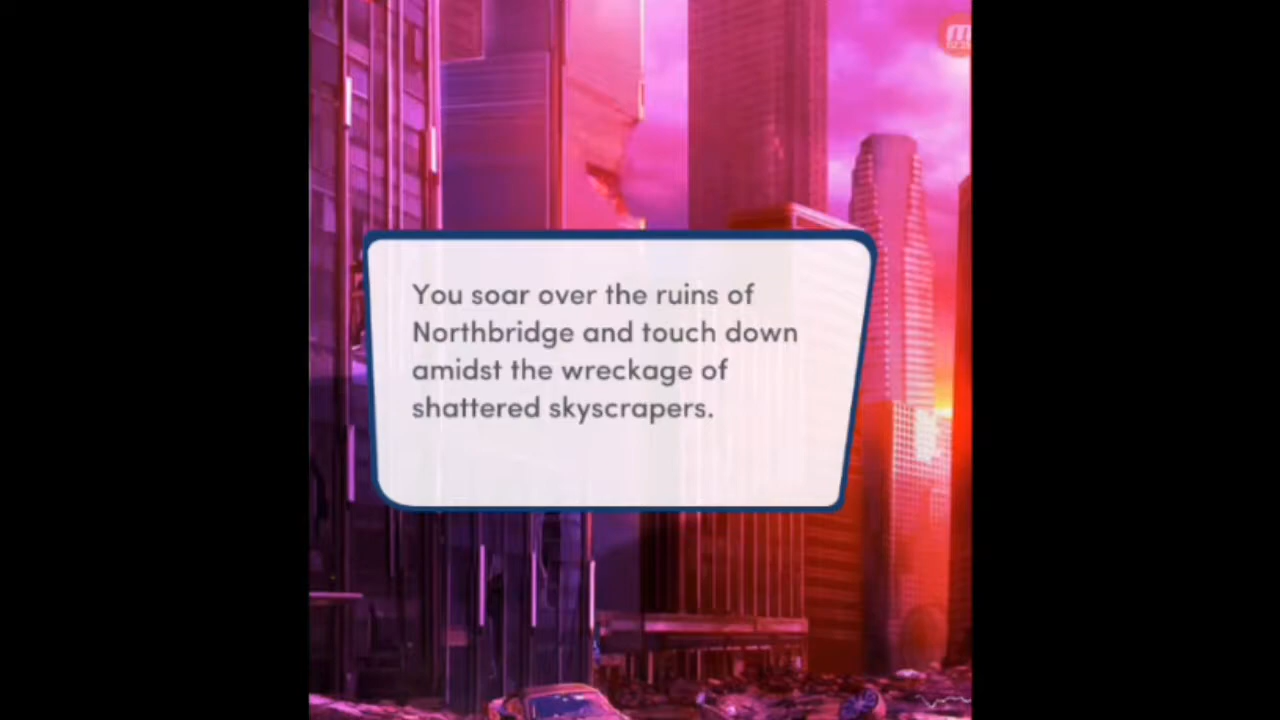 You soar over the ruins of
Northbridge and touch down
amidst the wreckage of
shattered skyscrapers.